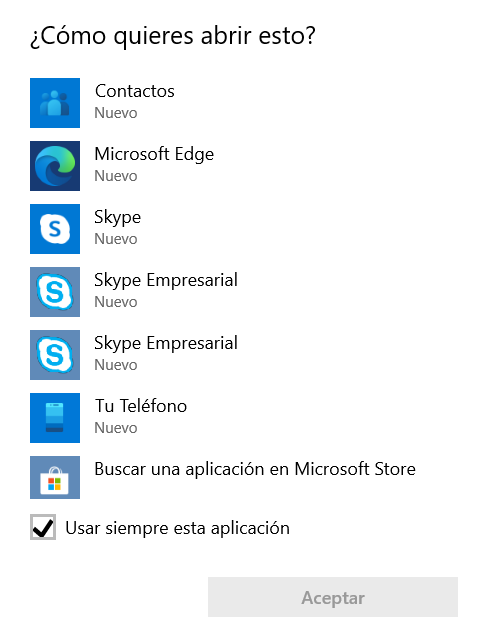 ¿Cómo quieres abrir esto?
Contactos
Nuevo
Microsoft Edge
Nuevo
Skype
Nuevo
Skype Empresarial
Nuevo
Skype Empresarial
Nuevo
Tu Teléfono
Nuevo
Buscar una aplicación en Microsoft Store
Usar siempre esta aplicación
Aceptar